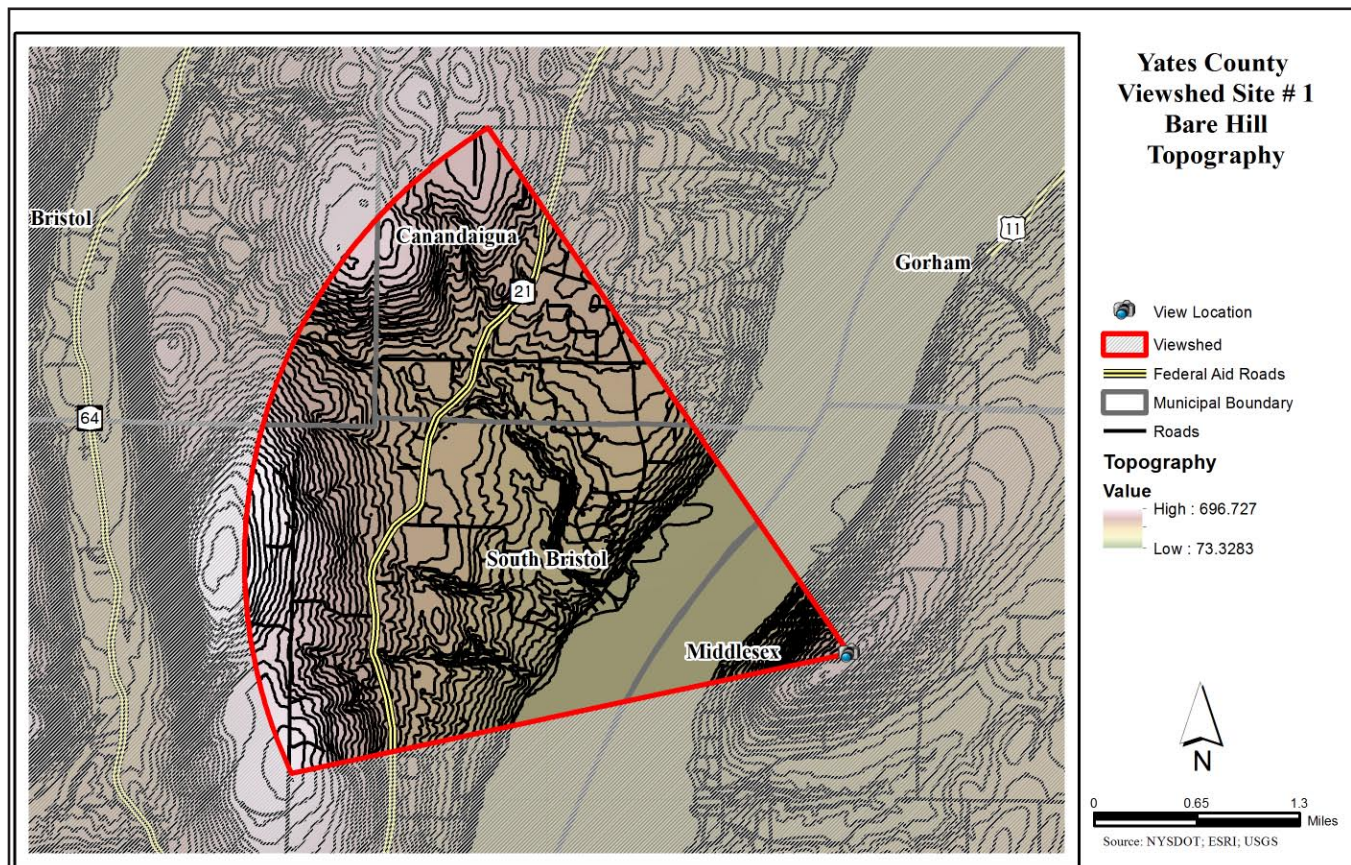 Yates County
Viewshed Site # 1
Bare Hill
Topography
Bristol
Canandaigua
Gorham
11
21
64
South Bristol
Middlesex
View Location
Viewshed
Federal Aid Roads
Municipal Boundary
Roads
Topography
Value
High : 696.727
Low : 73.3283
N
0 0.65 1.3
Miles
Source: NYSDOT; ESRI; USGS